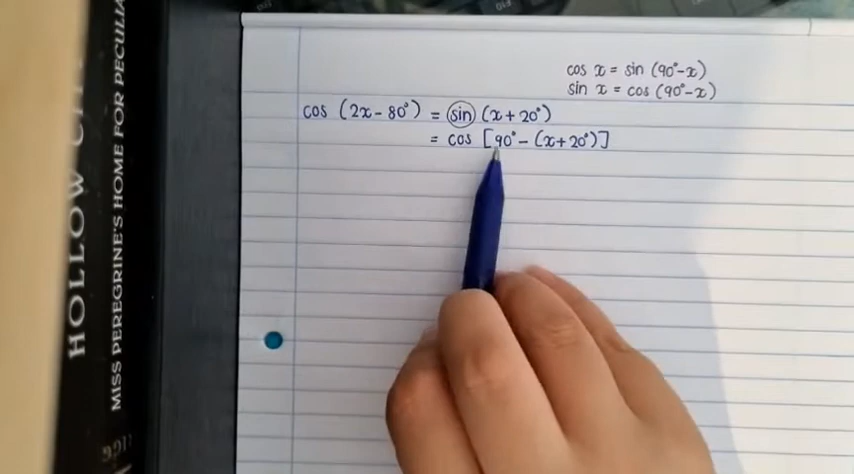 HOLLOW CI
MISS PEREGRINE'S HOME FOR PECULIA
cos x = sin (90° - x)
sin x = cos (90° - x)
cos (2x - 80°) = sin (x + 20°)
= cos [90° - (x + 20°)]